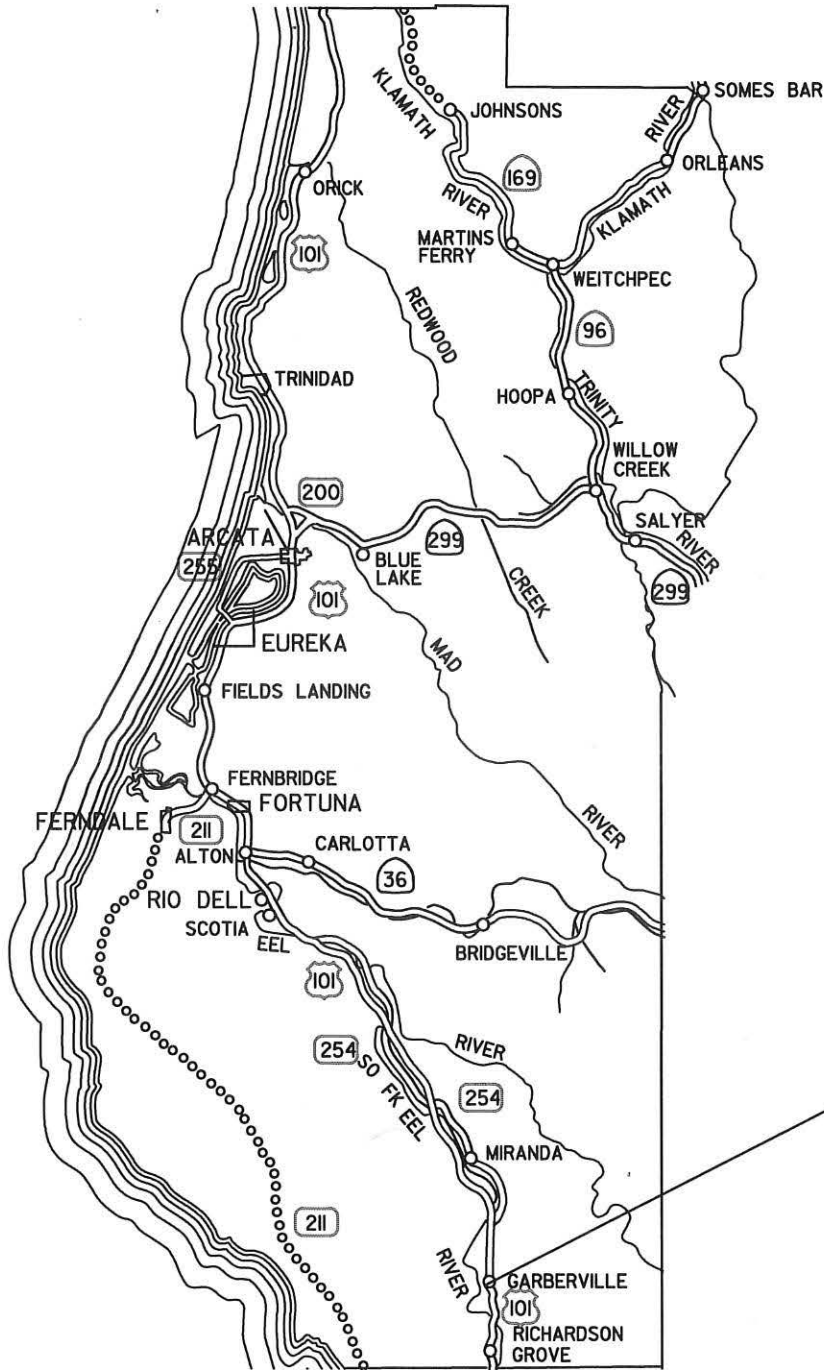 KLAMATH
JOHNSONS
SOMES BAR
RIVER
ORLEANS
ORICK
169
RIVER
KLAMATH
MARTINS
FERRY
101
WEITCHPEC
REDWOOD
96
TRINIDAD
HOOPA
TRINITY
WILLOW
CREEK
200
SALYER
ARCATA
299
RIVER
255
BLUE
LAKE
299
101
CREEK
EUREKA
MAD
FIELDS LANDING
FERNBRIDGE
FORTUNA
FERNDALE
211
RIVER
ALTON
CARLOTTA
36
RIO DELL
SCOTIA
EEL
BRIDGEVILLE
101
254
RIVER
SO FK EEL
254
MIRANDA
211
RIVER
GARBERVILLE
101
RICHARDSON
GROVE